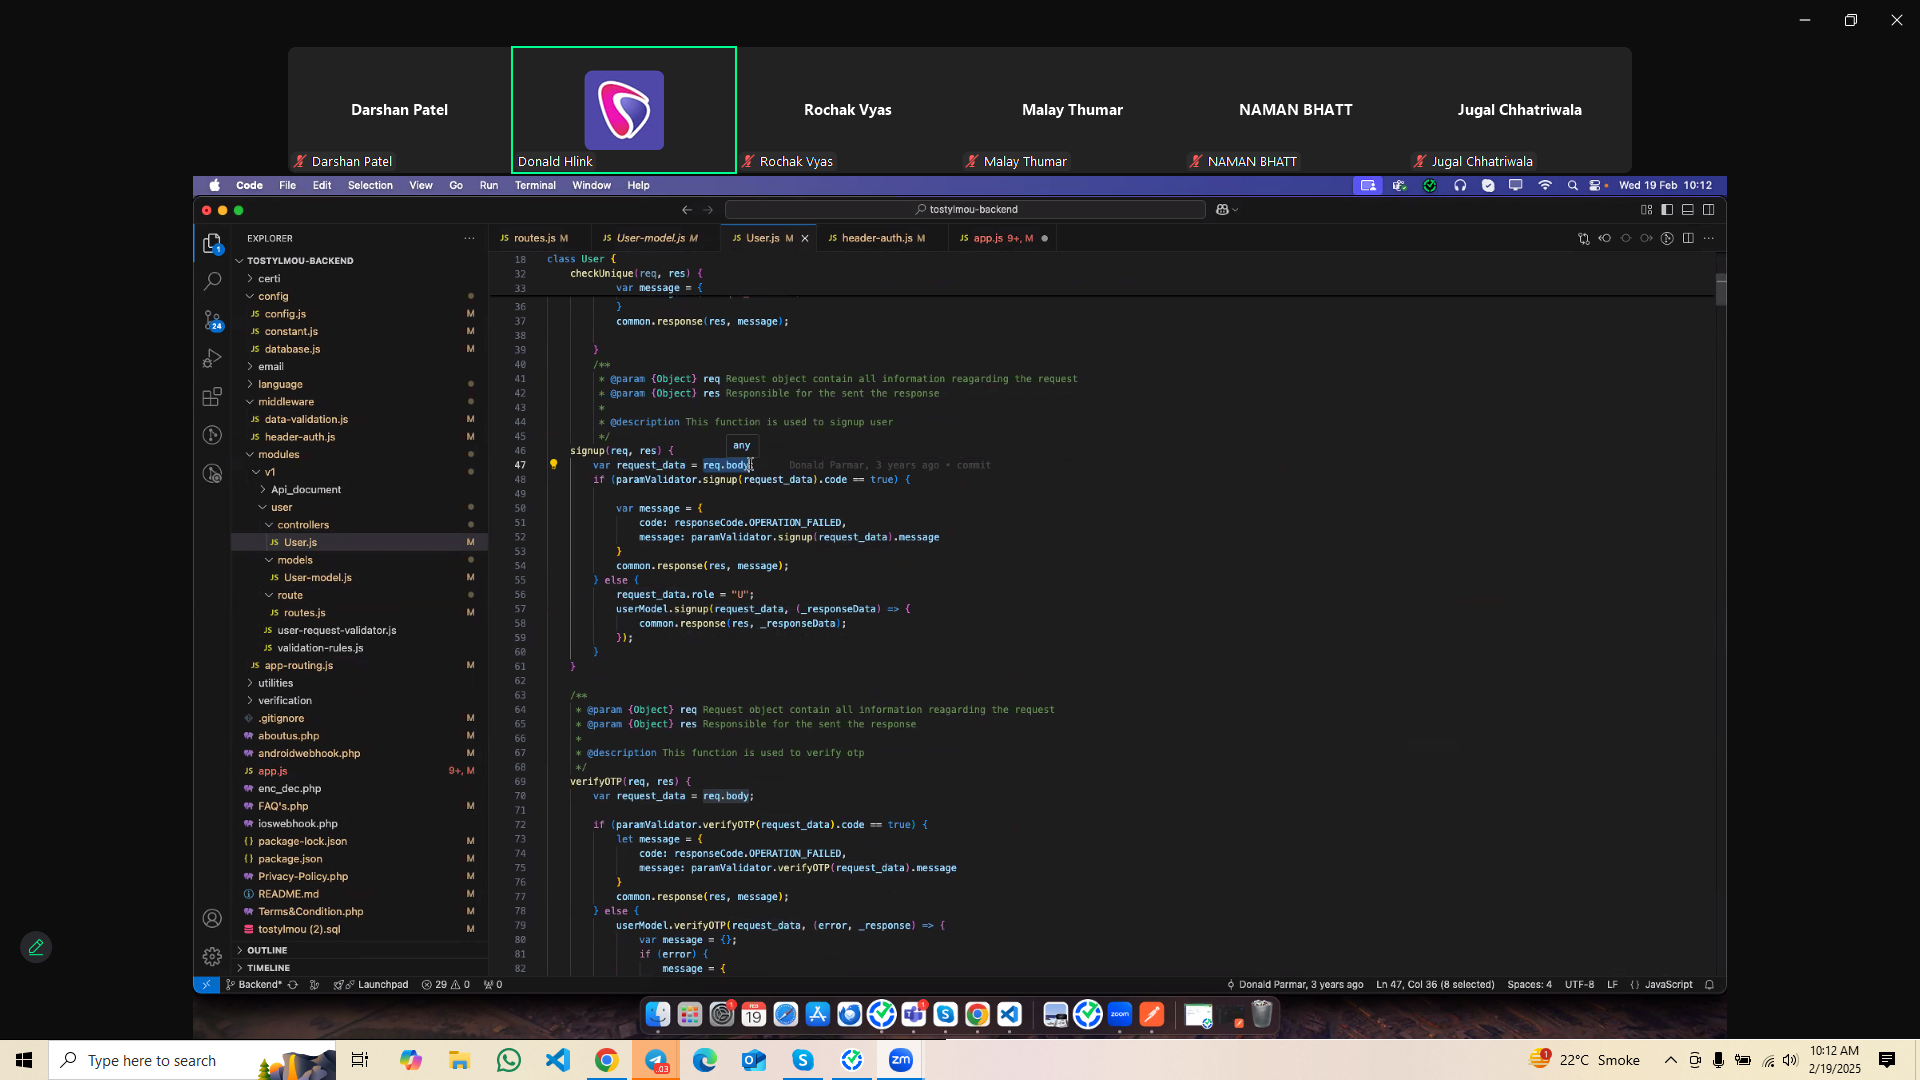 Darshan Patel
Rochak Vyas
Malay Thumar
NAMAN BHATT
Jugal Chhatriwala
Darshan Patel
Donald Hlink
Rochak Vyas
Malay Thumar
NAMAN BHATT
Jugal Chhatriwala
Code File Edit Selection View Go Run Terminal Window Help
Wed 19 Feb 10:12
tostylmou-backend
EXPLORER
routes.js M
User-model.js M
User.js M
header-auth.js M
app.js 9+, M
TOSTYLMOU-BACKEND
certi
config
config.js M
constant.js M
database.js M
email
language
middleware
data-validation.js M
header-auth.js M
modules
v1
Api_document
user
controllers
User.js M
models
User-model.js M
route
routes.js M
user-request-validator.js
validation-rules.js
app-routing.js M
utilities
verification
.gitignore M
aboutus.php M
androidwebhook.php M
app.js 9+, M
enc_dec.php
FAQ's.php M
ioswebhook.php
package-lock.json M
package.json M
Privacy-Policy.php M
README.md M
Terms&Condition.php M
tostylmou (2).sql M
OUTLINE
TIMELINE
18 class User {
32 checkUnique(req, res) {
33 var message = {
36 }
37 common.response(res, message);
38
39 }
40 /**
41 * @param {Object} req Request object contain all information reagarding the request
42 * @param {Object} res Responsible for the sent the response
43 *
44 * @description This function is used to signup user
45 */
any
46 signup(req, res) {
47 var request_data = req.body; Donald Parmar, 3 years ago • commit
48 if (paramValidator.signup(request_data).code == true) {
49
50 var message = {
51 code: responseCode.OPERATION_FAILED,
52 message: paramValidator.signup(request_data).message
53 }
54 common.response(res, message);
55 } else {
56 request_data.role = "U";
57 userModel.signup(request_data, (_responseData) => {
58 common.response(res, _responseData);
59 });
60 }
61 }
62
63 /**
64 * @param {Object} req Request object contain all information reagarding the request
65 * @param {Object} res Responsible for the sent the response
66 *
67 * @description This function is used to verify otp
68 */
69 verifyOTP(req, res) {
70 var request_data = req.body;
71
72 if (paramValidator.verifyOTP(request_data).code == true) {
73 let message = {
74 code: responseCode.OPERATION_FAILED,
75 message: paramValidator.verifyOTP(request_data).message
76 }
77 common.response(res, message);
78 } else {
79 userModel.verifyOTP(request_data, (error, _response) => {
80 var message = {};
81 if (error) {
82 message = {
1
24
Backend* Launchpad 29 0 0
Donald Parmar, 3 years ago Ln 47, Col 36 (8 selected) Spaces: 4 UTF-8 LF {} JavaScript
FEB
19
zoom
Type here to search
.03
zm
1
22°C Smoke
10:12 AM
2/19/2025